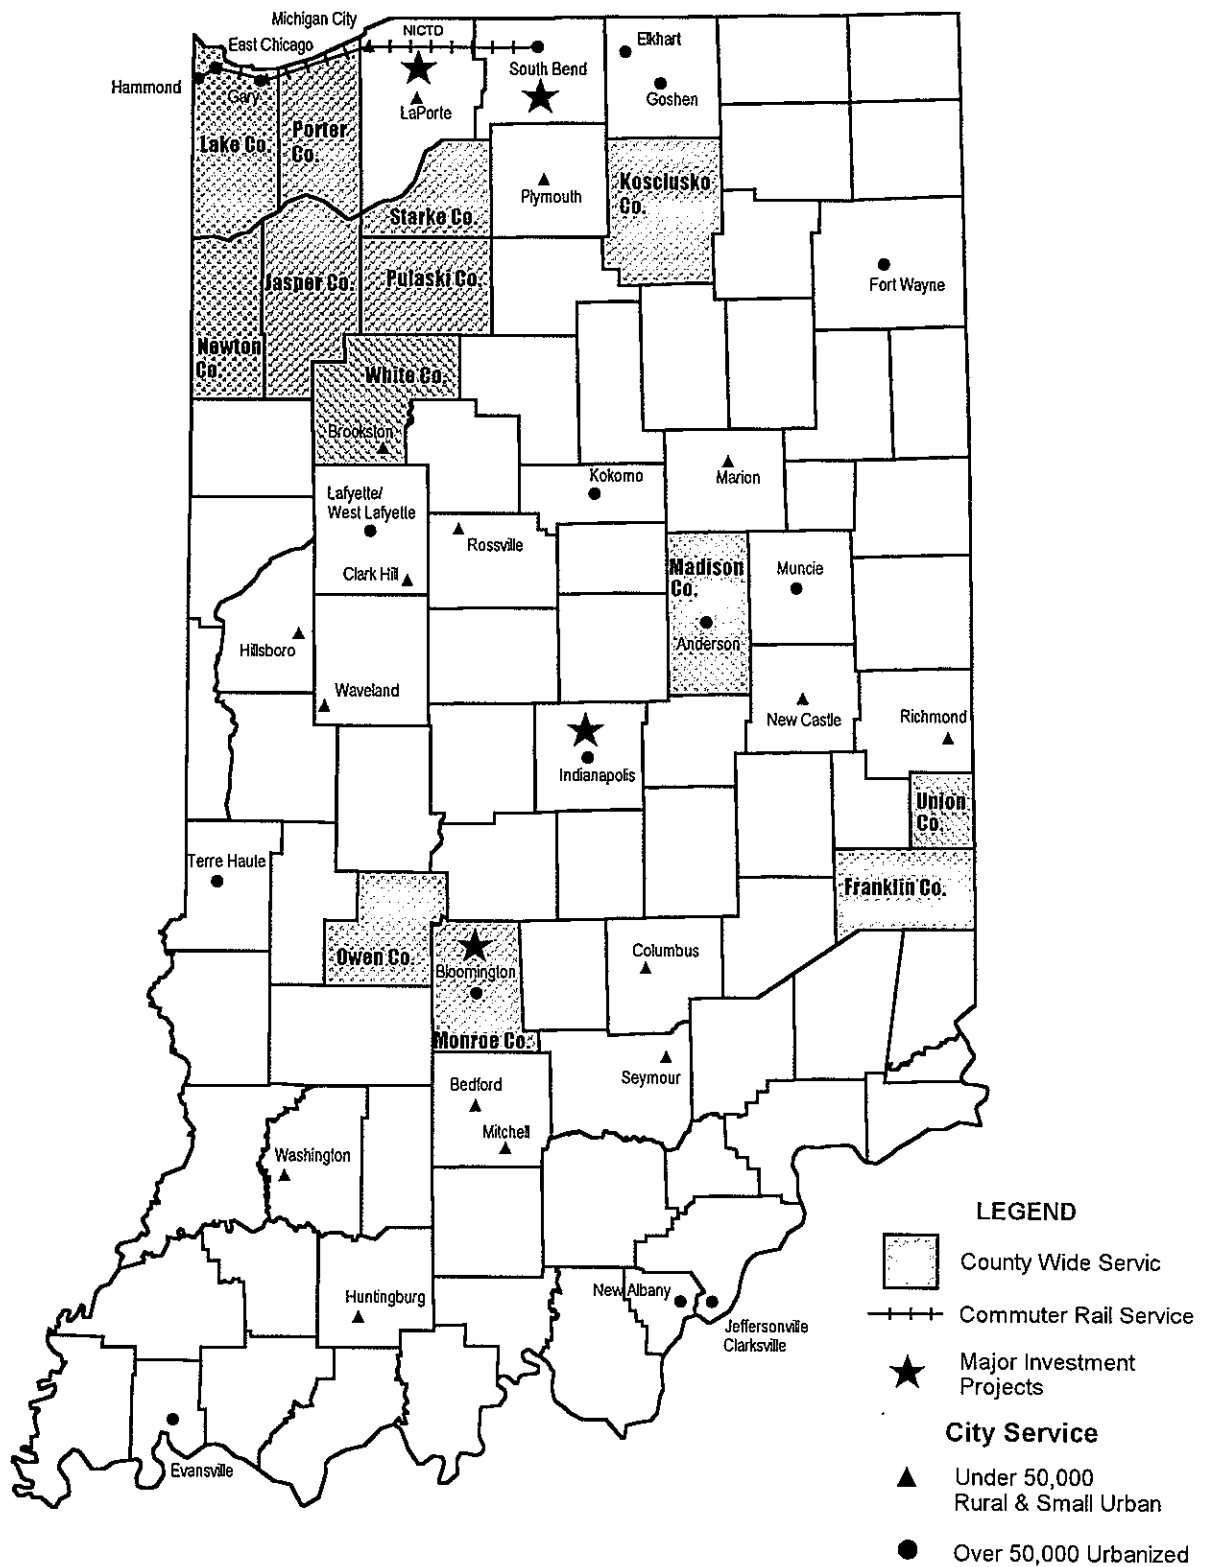 Michigan City
NICTD
East Chicago
Elkhart
South Bend
Hammond
Gary
Goshen
LaPorte
Lake Co.
Porter
Co.
Kosciusko
Co.
Plymouth
Starke Co.
Jasper Co.
Pulaski Co.
Fort Wayne
Newton
Co.
White Co.
Brookston
Kokomo
Marion
Lafyette/
West Lafyette
Rossville
Clark Hill
Madison
Co.
Muncie
Anderson
Hillsboro
Waveland
New Castle
Richmond
Indianapolis
Union
Co.
Terre Haute
Franklin Co.
Owen Co.
Columbus
Bloomington
Monroe Co.
Seymour
Bedford
Mitchell
Washington
Huntingburg
New Albany
Jeffersonville
Clarksville
Evansville
LEGEND
County Wide Servic
Commuter Rail Service
Major Investment
Projects
City Service
Under 50,000
Rural & Small Urban
Over 50,000 Urbanized